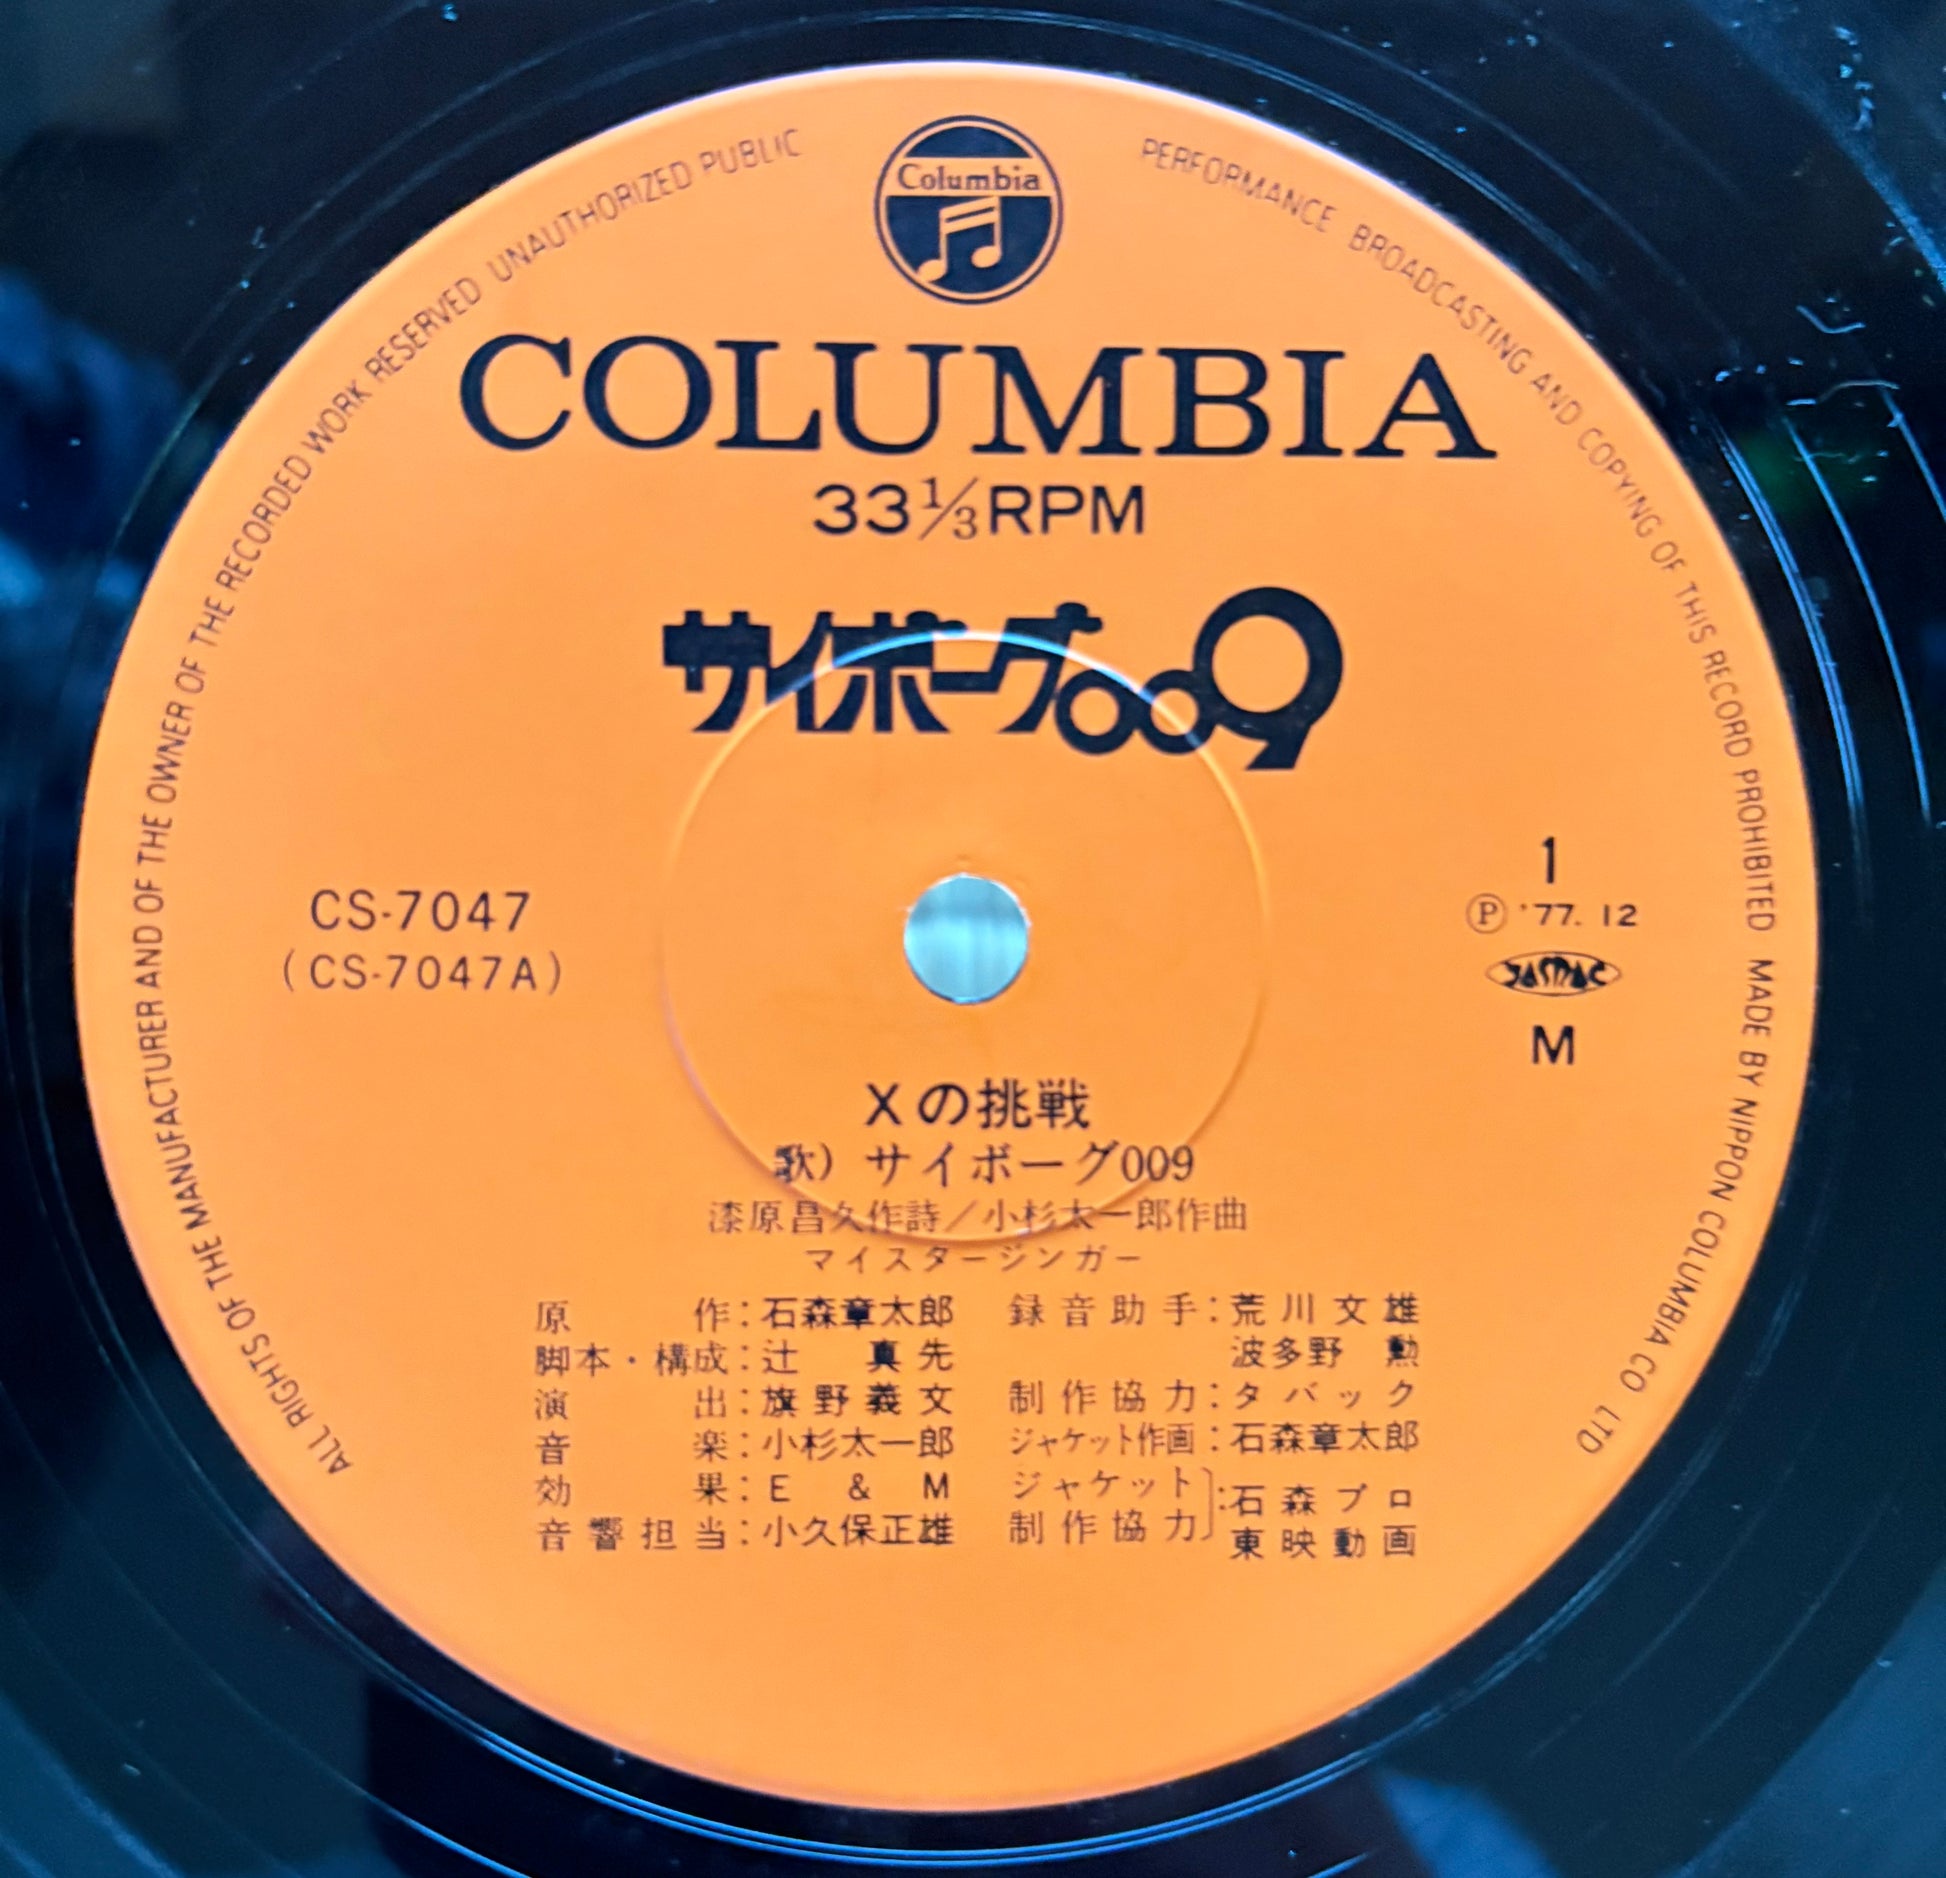 ALL RIGHTS OF THE MANUFACTURER AND OF THE OWNER OF THE RECORDED WORK RESERVED UNAUTHORIZED PUBLIC PERFORMANCE BROADCASTING AND COPYING OF THIS RECORD PROHIBITED MADE BY NIPPON COLUMBIA CO LTD
Columbia
COLUMBIA
33⅓RPM
サイボーグ009
CS-7047
(CS-7047A)
1
Ⓟ '77. 12
JASRAC
M
Xの挑戦
歌) サイボーグ009
漆原昌久作詩/小杉太一郎作曲
マイスタージンガー
原作:石森章太郎
脚本・構成:辻真先
演出:旗野義文
音楽:小杉太一郎
効果:E & M
音響担当:小久保正雄
録音助手:荒川文雄
波多野勲
制作協力:タバック
ジャケット作画:石森章太郎
ジャケット
制作協力:石森プロ
東映動画